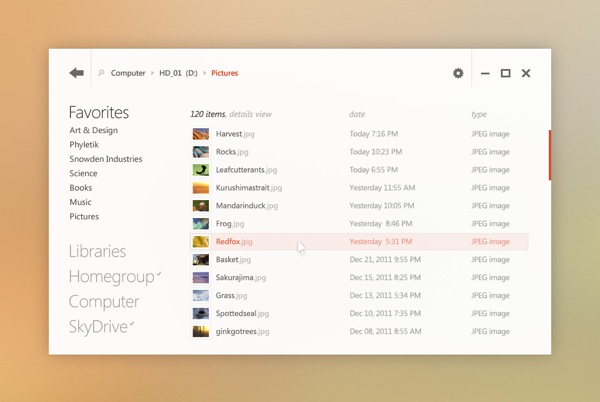 Computer HD_01 (D:) Pictures
Favorites
Art & Design
Phyletik
Snowden Industries
Science
Books
Music
Pictures
Libraries
Homegroup
Computer
SkyDrive
120 items, details view date type
Harvest.jpg Today 7:16 PM JPEG image
Rocks.jpg Today 10:23 PM JPEG image
Leafcutterants.jpg Today 6:55 PM JPEG image
Kurushimastrait.jpg Yesterday 11:55 AM JPEG image
Mandarinduck.jpg Yesterday 10:05 PM JPEG image
Frog.jpg Yesterday 8:46 PM JPEG image
Redfox.jpg Yesterday 5:31 PM JPEG image
Basket.jpg Dec 21, 2011 9:55 PM JPEG image
Sakurajima.jpg Dec 15, 2011 8:25 PM JPEG image
Grass.jpg Dec 13, 2011 5:34 PM JPEG image
Spottedseal.jpg Dec 10, 2011 7:35 PM JPEG image
ginkgotrees.jpg Dec 08, 2011 8:55 AM JPEG image